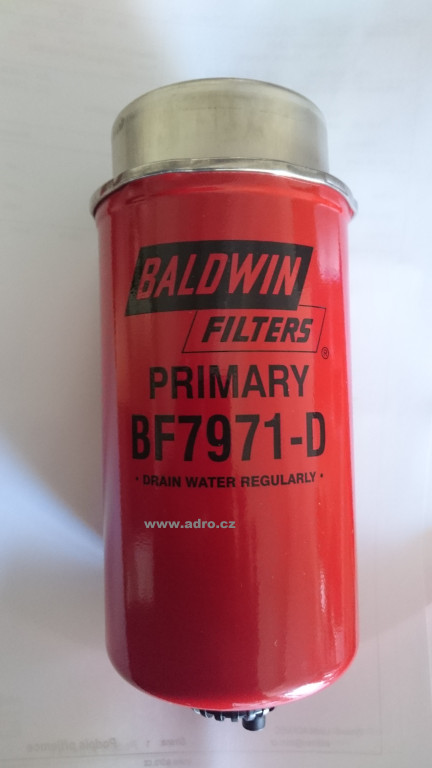 BALDWIN
FILTERS®
PRIMARY
BF7971-D
• DRAIN WATER REGULARLY •
www.adro.cz